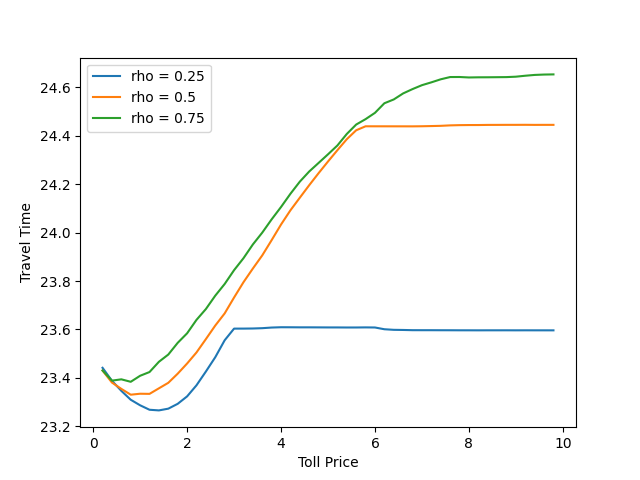 rho = 0.25
rho = 0.5
rho = 0.75
24.6
24.4
24.2
24.0
23.8
23.6
23.4
23.2
Travel Time
0 2 4 6 8 10
Toll Price